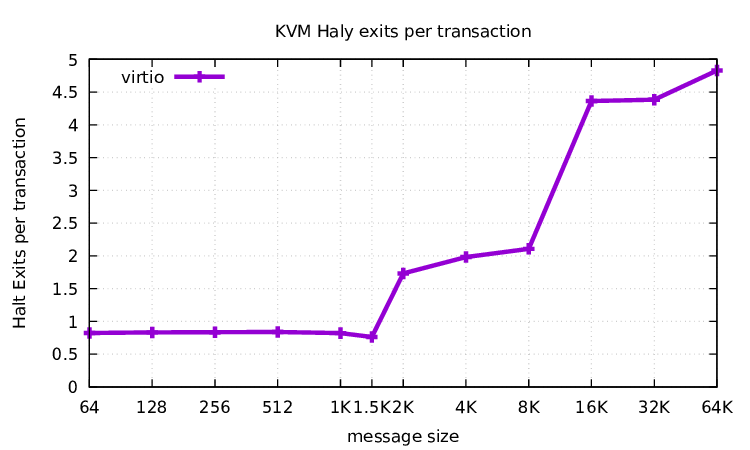 KVM Haly exits per transaction
virtio
Halt Exits per transaction
5
4.5
4
3.5
3
2.5
2
1.5
1
0.5
0
64 128 256 512 1K 1.5K 2K 4K 8K 16K 32K 64K
message size